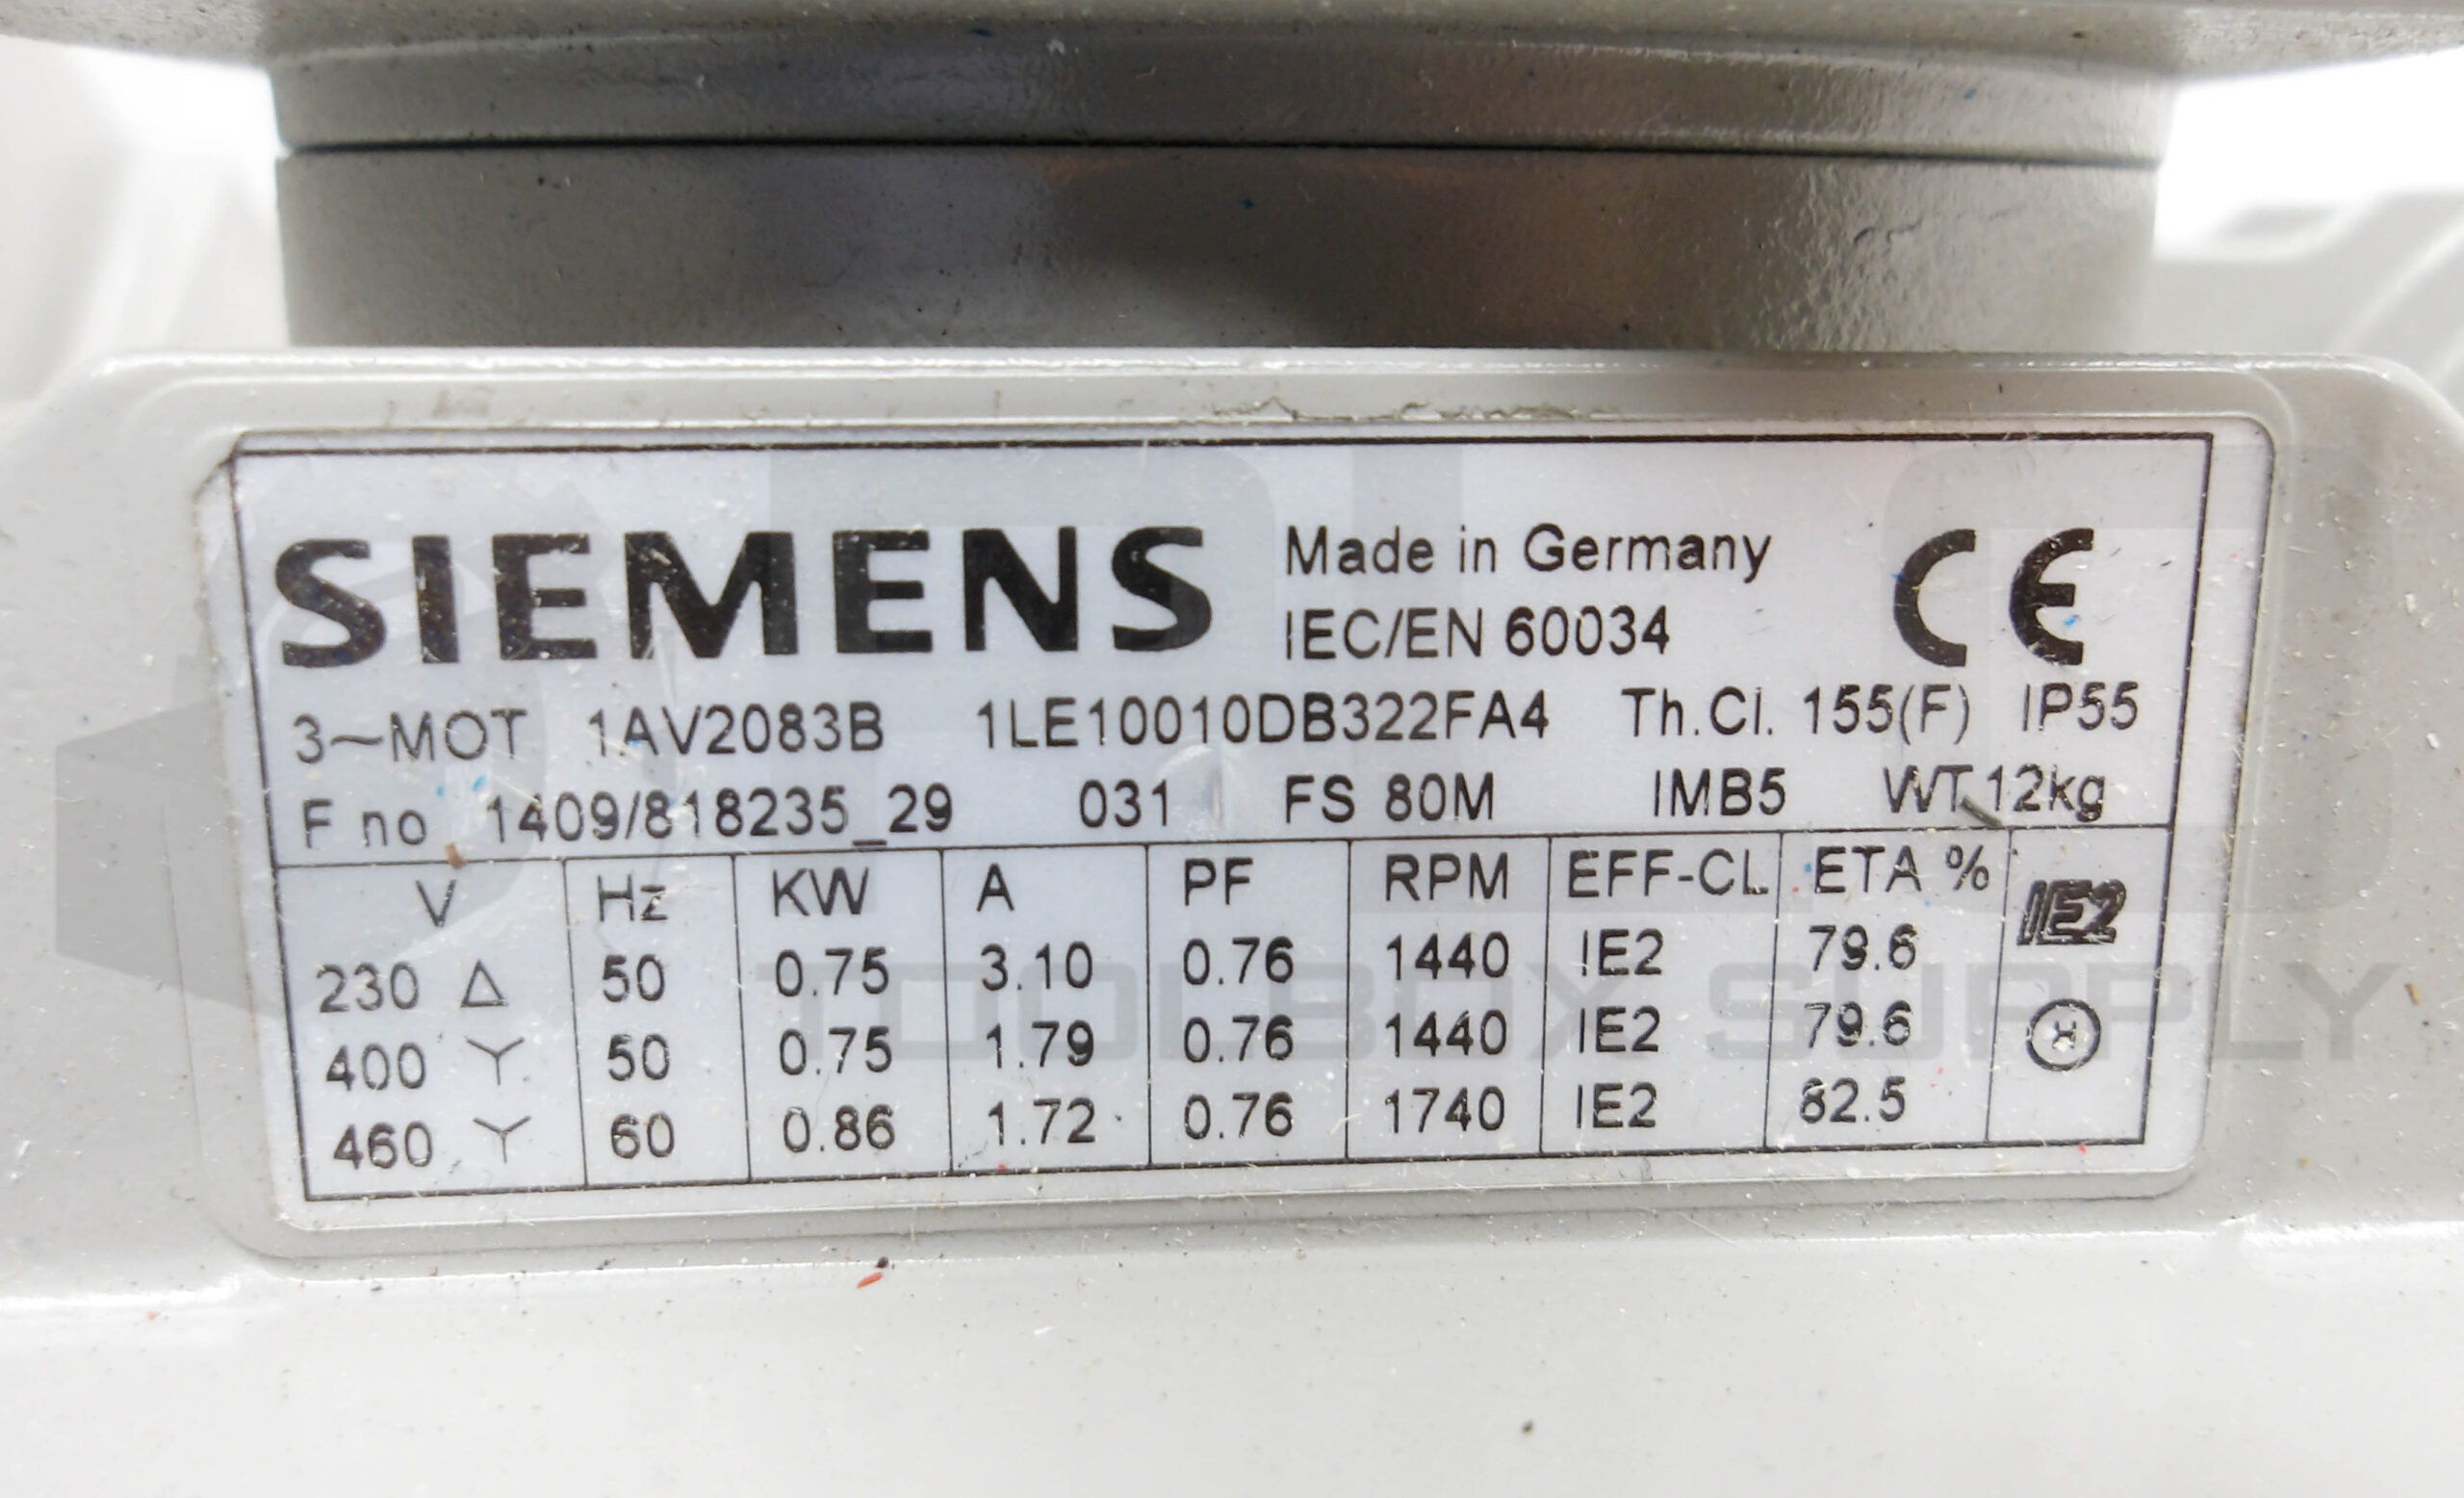 SIEMENS Made in Germany CE
IEC/EN 60034
3~MOT 1AV2083B 1LE10010DB322FA4 Th.Cl. 155(F) IP55
F no 1409/818235_29 031 FS 80M IMB5 WT.12kg
V Hz KW A PF RPM EFF-CL ETA % IE2
230 Δ 50 0.75 3.10 0.76 1440 IE2 79.6
400 Y 50 0.75 1.79 0.76 1440 IE2 79.6
460 Y 60 0.86 1.72 0.76 1740 IE2 82.5
TOOLBOX SUPPLY